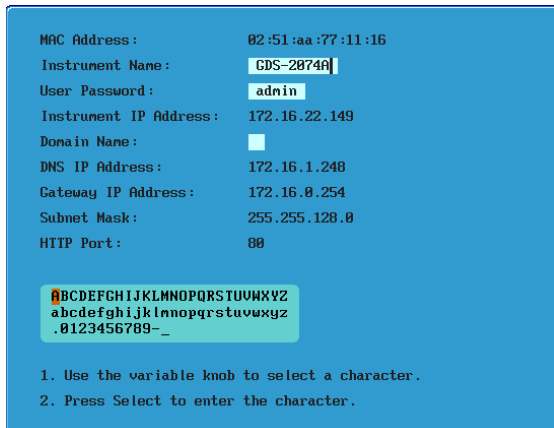 MAC Address: 02:51:aa:77:11:16
Instrument Name: GDS-2074A
User Password: admin
Instrument IP Address: 172.16.22.149
Domain Name:
DNS IP Address: 172.16.1.248
Gateway IP Address: 172.16.0.254
Subnet Mask: 255.255.128.0
HTTP Port: 80
ABCDEFGHIJKLMNOPQRSTUVWXYZ
abcdefghijklmnopqrstuvwxyz
.0123456789-_
1. Use the variable knob to select a character.
2. Press Select to enter the character.